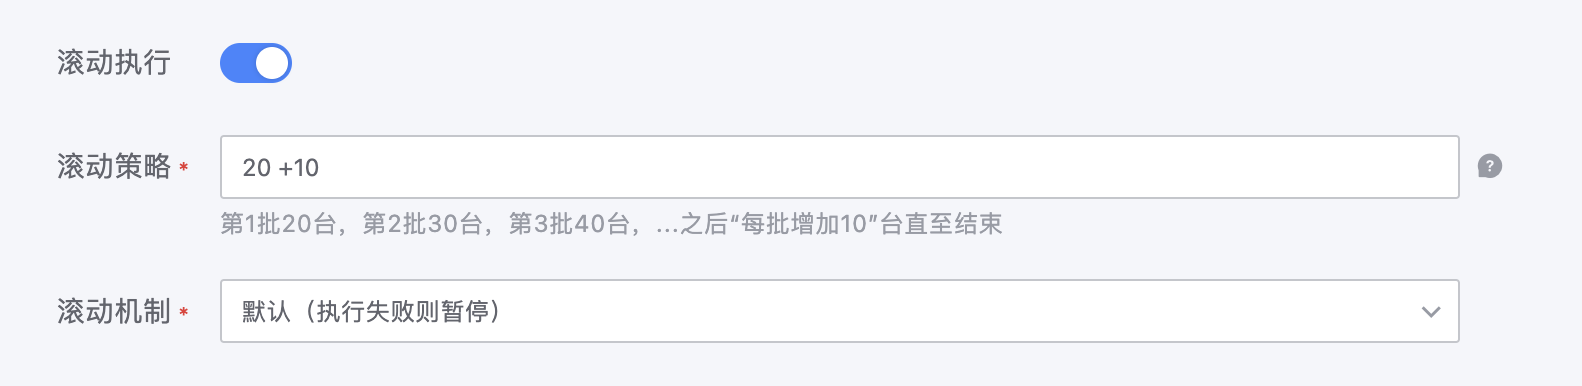 滚动执行
滚动策略 *
20 +10
?
第1批20台，第2批30台，第3批40台，...之后“每批增加10”台直至结束
滚动机制 *
默认（执行失败则暂停）